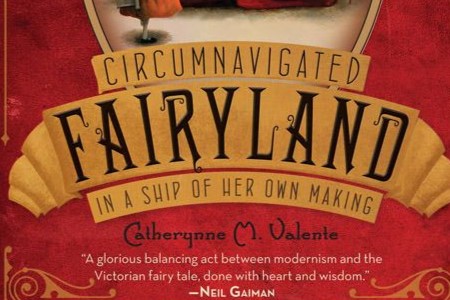 CIRCUMNAVIGATED
FAIRYLAND
IN A SHIP OF HER OWN MAKING
Catherynne M. Valente
“A glorious balancing act between modernism and the
Victorian fairy tale, done with heart and wisdom.”
—NEIL GAIMAN